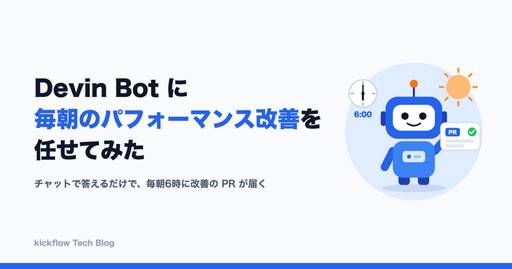 Devin Bot に
毎朝のパフォーマンス改善を
任せてみた
チャットで答えるだけで、毎朝6時に改善の PR が届く
6:00
PR
kickflow Tech Blog